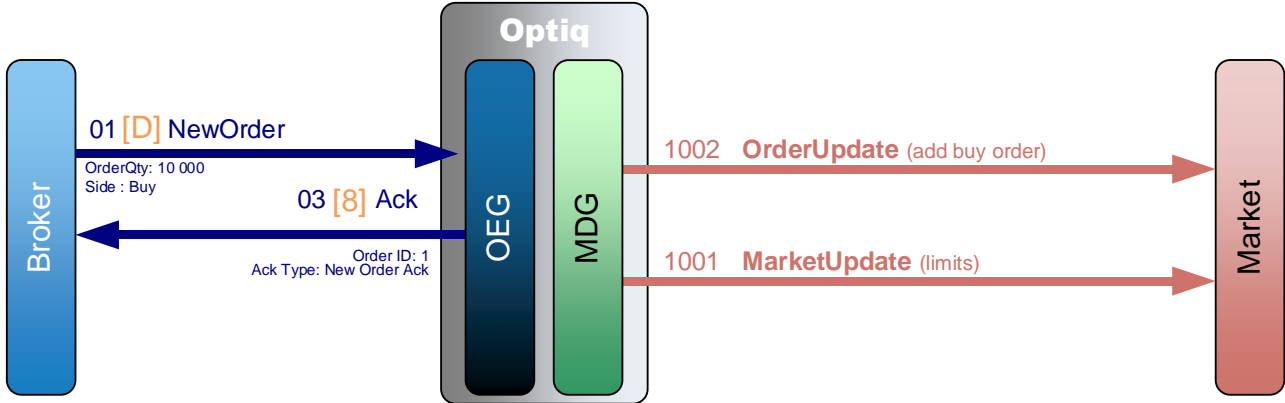 Optiq
Broker
01 [D] NewOrder
OrderQty: 10 000
Side : Buy
03 [8] Ack
Order ID: 1
Ack Type: New Order Ack
OEG
MDG
1002 OrderUpdate (add buy order)
1001 MarketUpdate (limits)
Market